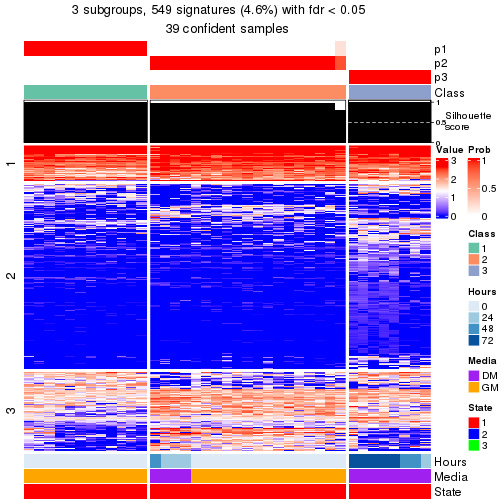 3 subgroups, 549 signatures (4.6%) with fdr < 0.05
39 confident samples
p1
p2
p3
Class
1
0.5
0
Silhouette
score
1
2
3
Value
3
2
1
0
Prob
1
0.5
0
Class
1
2
3
Hours
0
24
48
72
Media
DM
GM
State
1
2
3
Hours
Media
State